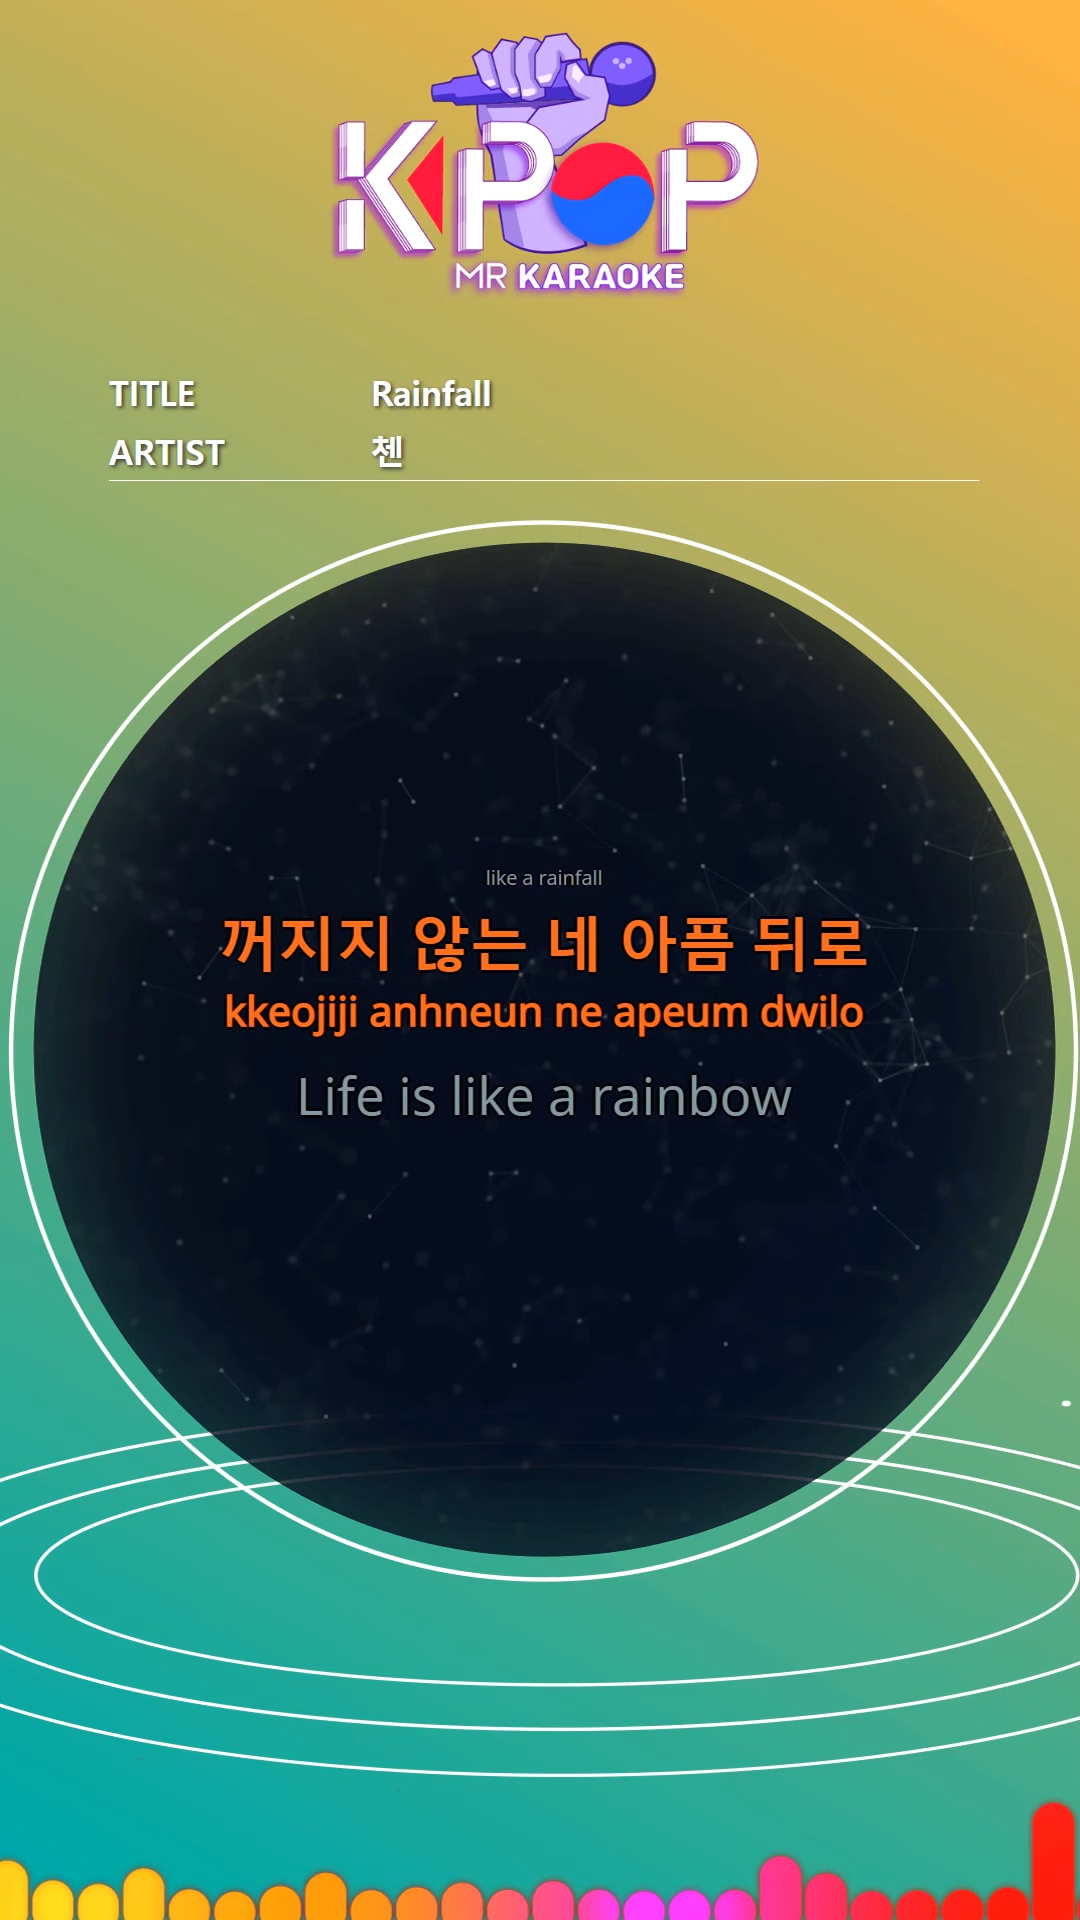 KPOP
MR KARAOKE
TITLE Rainfall
ARTIST 첸
like a rainfall
꺼지지 않는 네 아픔 뒤로
kkeojiji anhneun ne apeum dwilo
Life is like a rainbow